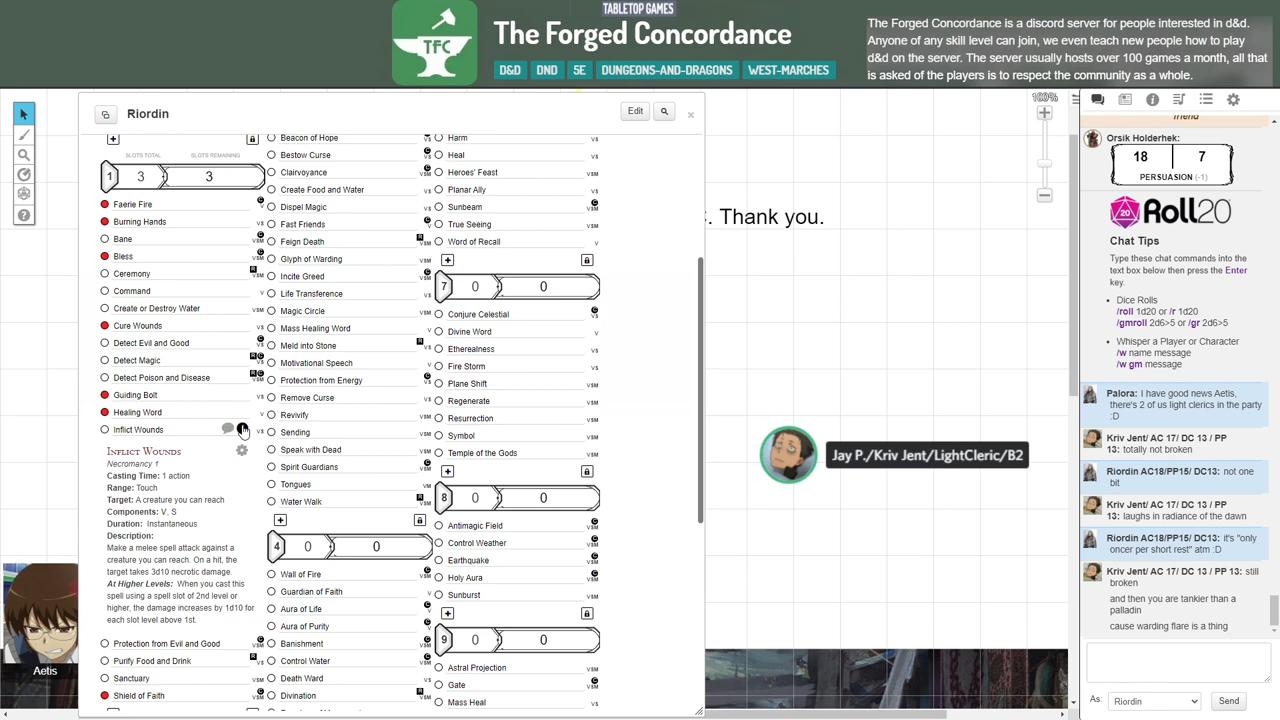 TABLETOP GAMES
The Forged Concordance
TFC
D&D DND 5E DUNGEONS-AND-DRAGONS WEST-MARCHES
The Forged Concordance is a discord server for people interested in d&d.
Anyone of any skill level can join, we even teach new people how to play
d&d on the server. The server usually hosts over 100 games a month, all that
is asked of the players is to respect the community as a whole.
Riordin
Edit
SLOTS TOTAL SLOTS REMAINING
1 3 3
Faerie Fire
Burning Hands
Bane
Bless
Ceremony
Command
Create or Destroy Water
Cure Wounds
Detect Evil and Good
Detect Magic
Detect Poison and Disease
Guiding Bolt
Healing Word
Inflict Wounds
INFLICT WOUNDS
Necromancy 1
Casting Time: 1 action
Range: Touch
Target: A creature you can reach
Components: V, S
Duration: Instantaneous
Description:
Make a melee spell attack against a
creature you can reach. On a hit, the
target takes 3d10 necrotic damage.
At Higher Levels: When you cast this
spell using a spell slot of 2nd level or
higher, the damage increases by 1d10 for
each slot level above 1st.
Protection from Evil and Good
Purify Food and Drink
Sanctuary
Shield of Faith
Beacon of Hope
Bestow Curse
Clairvoyance
Create Food and Water
Dispel Magic
Fast Friends
Feign Death
Glyph of Warding
Incite Greed
Life Transference
Magic Circle
Mass Healing Word
Meld into Stone
Motivational Speech
Protection from Energy
Remove Curse
Revivify
Sending
Speak with Dead
Spirit Guardians
Tongues
Water Walk
4 0 0
Wall of Fire
Guardian of Faith
Aura of Life
Aura of Purity
Banishment
Control Water
Death Ward
Divination
Harm
Heal
Heroes' Feast
Planar Ally
Sunbeam
True Seeing
Word of Recall
7 0 0
Conjure Celestial
Divine Word
Etherealness
Fire Storm
Plane Shift
Regenerate
Resurrection
Symbol
Temple of the Gods
8 0 0
Antimagic Field
Control Weather
Earthquake
Holy Aura
Sunburst
9 0 0
Astral Projection
Gate
Mass Heal
. Thank you.
100%
Jay P./Kriv Jent/LightCleric/B2
Aetis
friend
Orsik Holderhek:
18 7
PERSUASION (-1)
20 Roll20
Chat Tips
Type these chat commands into the
text box below then press the Enter
key.
• Dice Rolls
/roll 1d20 or /r 1d20
/gmroll 2d6>5 or /gr 2d6>5
• Whisper a Player or Character
/w name message
/w gm message
Palora: I have good news Aetis,
there's 2 of us light clerics in the party
:D
Kriv Jent/ AC 17/ DC 13 / PP
13: totally not broken
Riordin AC18/PP15/ DC13: not one
bit
Kriv Jent/ AC 17/ DC 13 / PP
13: laughs in radiance of the dawn
Riordin AC18/PP15/ DC13: it's "only
oncer per short rest" atm :D
Kriv Jent/ AC 17/ DC 13 / PP 13: still
broken
and then you are tankier than a
palladin
cause warding flare is a thing
As: Riordin Send